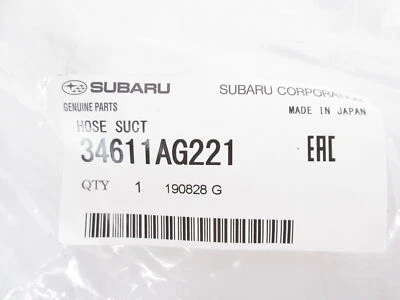 SUBARU SUBARU CORPORATION
GENUINE PARTS MADE IN JAPAN
HOSE SUCT
34611AG221 EAC
QTY 1 190828 G